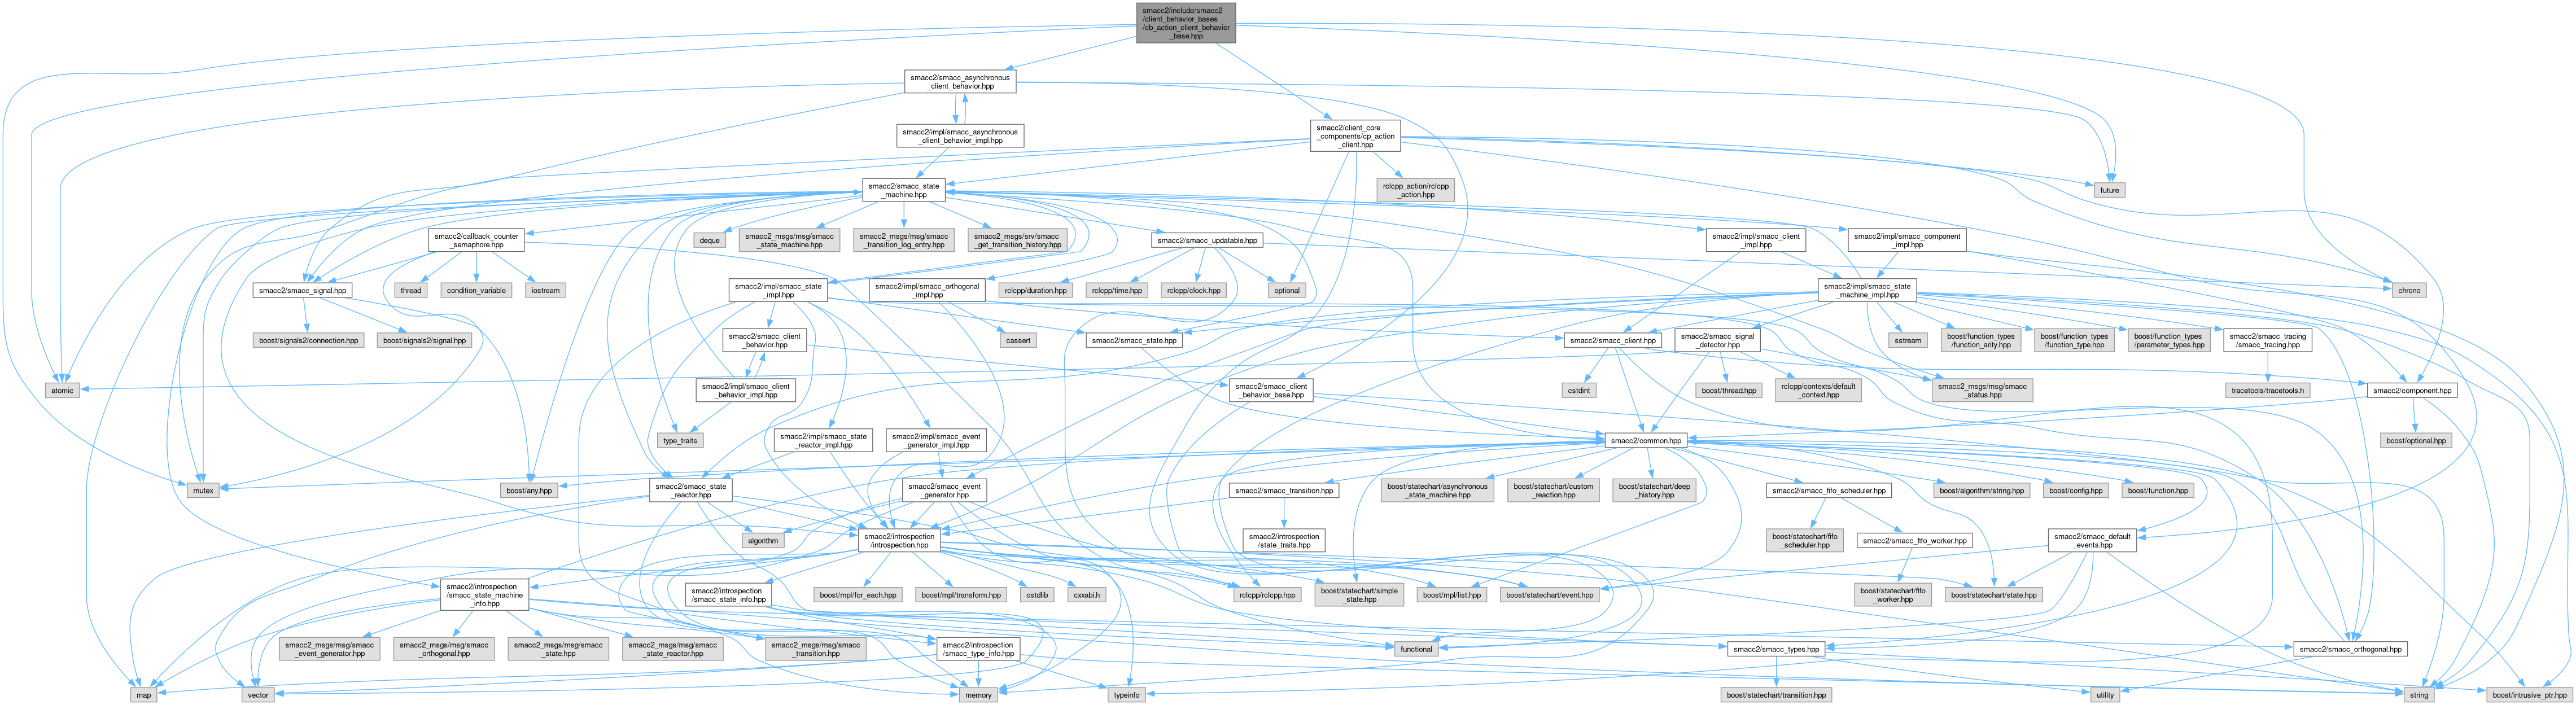 smacc2/include/smacc2
/client_behavior_bases
/cb_action_client_behavior
_base.hpp
smacc2/smacc_asynchronous
_client_behavior.hpp
smacc2/impl/smacc_asynchronous
_client_behavior_impl.hpp
smacc2/client_core
_components/cp_action
_client.hpp
smacc2/smacc_state
_machine.hpp
rclcpp_action/rclcpp
_action.hpp
future
smacc2/callback_counter
_semaphore.hpp
deque
smacc2_msgs/msg/smacc
_state_machine.hpp
smacc2_msgs/msg/smacc
_transition_log_entry.hpp
smacc2_msgs/srv/smacc
_get_transition_history.hpp
smacc2/smacc_updatable.hpp
smacc2/impl/smacc_client
_impl.hpp
smacc2/impl/smacc_component
_impl.hpp
smacc2/smacc_signal.hpp
thread
condition_variable
iostream
smacc2/impl/smacc_state
_impl.hpp
smacc2/impl/smacc_orthogonal
_impl.hpp
rclcpp/duration.hpp
rclcpp/time.hpp
rclcpp/clock.hpp
optional
smacc2/impl/smacc_state
_machine_impl.hpp
chrono
boost/signals2/connection.hpp
boost/signals2/signal.hpp
smacc2/smacc_client
_behavior.hpp
cassert
smacc2/smacc_state.hpp
smacc2/smacc_client.hpp
smacc2/smacc_signal
_detector.hpp
sstream
boost/function_types
/function_arity.hpp
boost/function_types
/function_type.hpp
boost/function_types
/parameter_types.hpp
smacc2/smacc_tracing
/smacc_tracing.hpp
atomic
smacc2/impl/smacc_client
_behavior_impl.hpp
smacc2/smacc_client
_behavior_base.hpp
cstdint
boost/thread.hpp
rclcpp/contexts/default
_context.hpp
smacc2_msgs/msg/smacc
_status.hpp
tracetools/tracetools.h
smacc2/component.hpp
type_traits
smacc2/impl/smacc_state
_reactor_impl.hpp
smacc2/impl/smacc_event
_generator_impl.hpp
smacc2/common.hpp
boost/optional.hpp
mutex
boost/any.hpp
smacc2/smacc_state
_reactor.hpp
smacc2/smacc_event
_generator.hpp
smacc2/smacc_transition.hpp
boost/statechart/asynchronous
_state_machine.hpp
boost/statechart/custom
_reaction.hpp
boost/statechart/deep
_history.hpp
smacc2/smacc_fifo_scheduler.hpp
boost/algorithm/string.hpp
boost/config.hpp
boost/function.hpp
algorithm
smacc2/introspection
/introspection.hpp
smacc2/introspection
/state_traits.hpp
boost/statechart/fifo
_scheduler.hpp
smacc2/smacc_fifo_worker.hpp
smacc2/smacc_default
_events.hpp
smacc2/introspection
/smacc_state_machine
_info.hpp
smacc2/introspection
/smacc_state_info.hpp
boost/mpl/for_each.hpp
boost/mpl/transform.hpp
cstdlib
cxxabi.h
rclcpp/rclcpp.hpp
boost/statechart/simple
_state.hpp
boost/mpl/list.hpp
boost/statechart/event.hpp
boost/statechart/fifo
_worker.hpp
boost/statechart/state.hpp
smacc2_msgs/msg/smacc
_event_generator.hpp
smacc2_msgs/msg/smacc
_orthogonal.hpp
smacc2_msgs/msg/smacc
_state.hpp
smacc2_msgs/msg/smacc
_state_reactor.hpp
smacc2_msgs/msg/smacc
_transition.hpp
smacc2/introspection
/smacc_type_info.hpp
functional
smacc2/smacc_types.hpp
smacc2/smacc_orthogonal.hpp
map
vector
memory
typeinfo
boost/statechart/transition.hpp
utility
string
boost/intrusive_ptr.hpp